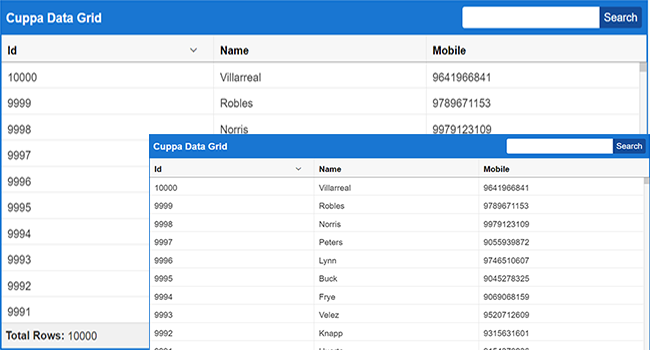 Cuppa Data Grid Search
Id Name Mobile
10000 Villarreal 9641966841
9999 Robles 9789671153
9998 Norris 9979123109
9997
9996
9995
9994
9993
9992
9991
Total Rows: 10000
Cuppa Data Grid Search
Id Name Mobile
10000 Villarreal 9641966841
9999 Robles 9789671153
9998 Norris 9979123109
9997 Peters 9055939872
9996 Lynn 9746510607
9995 Buck 9045278325
9994 Frye 9069068159
9993 Velez 9520712609
9992 Knapp 9315631601